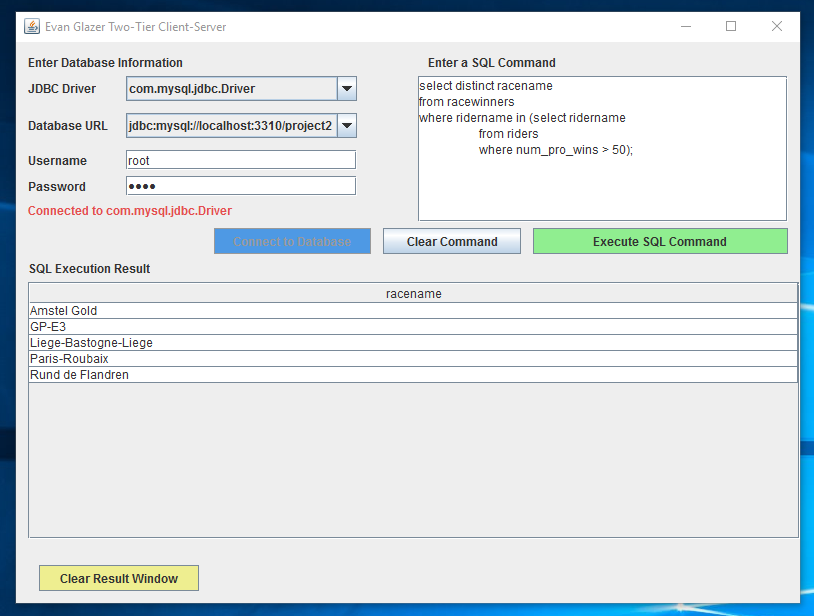 Evan Glazer Two-Tier Client-Server
Enter Database Information
JDBC Driver
com.mysql.jdbc.Driver
Database URL
jdbc:mysql://localhost:3310/project2
Username
root
Password
••••
Connected to com.mysql.jdbc.Driver
Enter a SQL Command
select distinct racename
from racewinners
where ridername in (select ridername
from riders
where num_pro_wins > 50);
Connect to Database
Clear Command
Execute SQL Command
SQL Execution Result
racename
Amstel Gold
GP-E3
Liege-Bastogne-Liege
Paris-Roubaix
Rund de Flandren
Clear Result Window